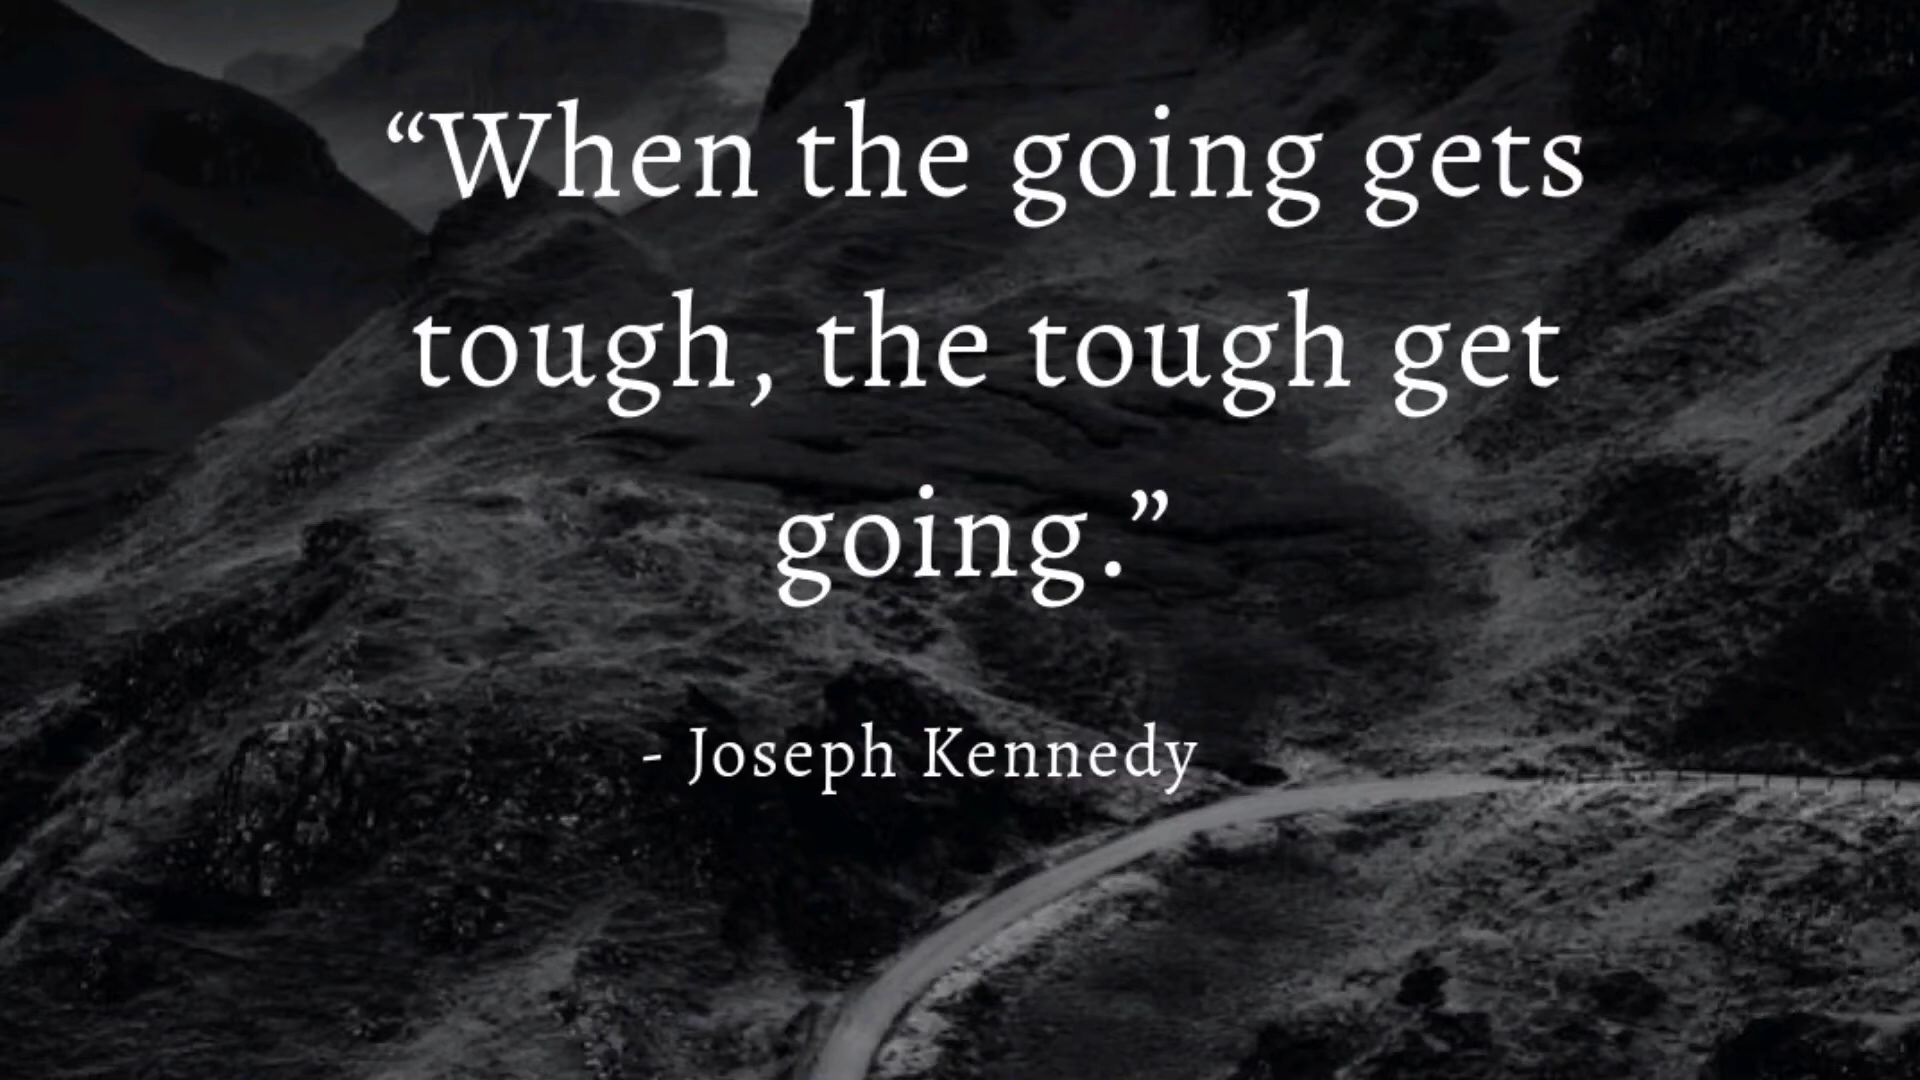 “When the going gets
tough, the tough get
going.”
- Joseph Kennedy